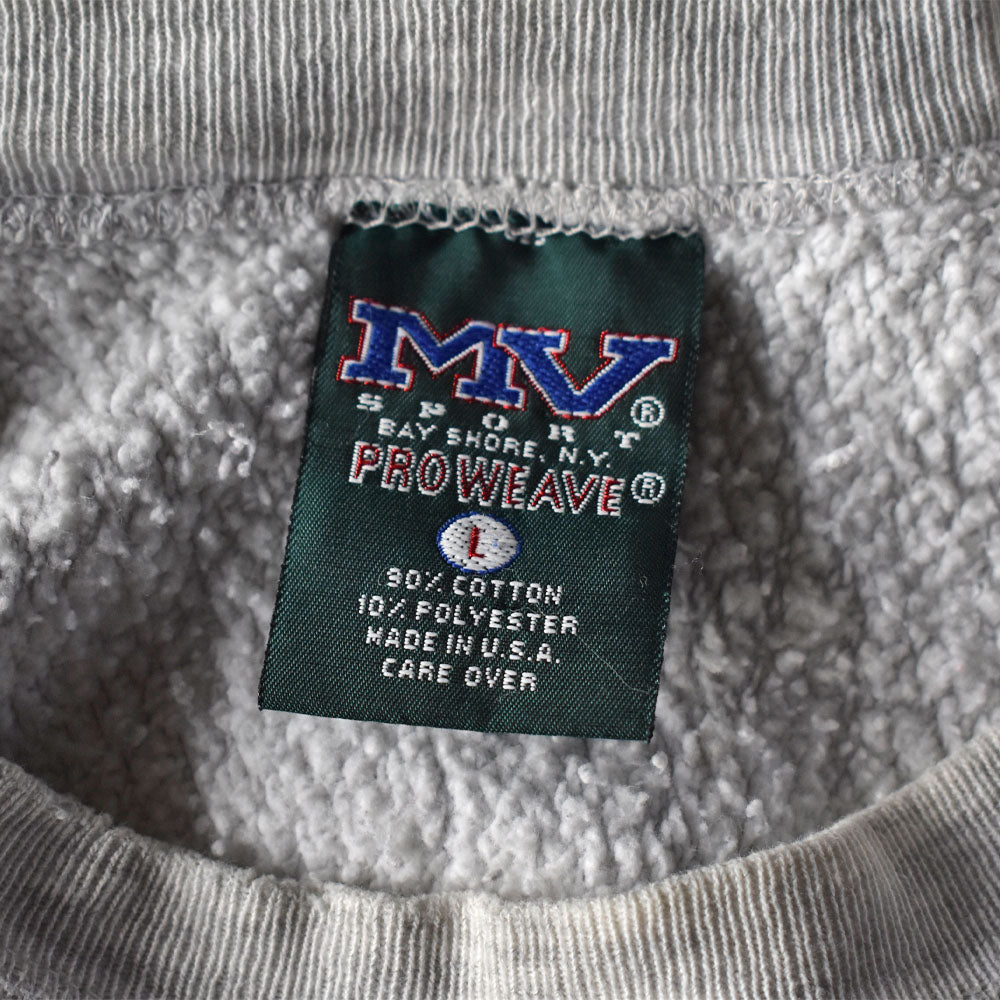 MV
SPORT®
BAY SHORE, N.Y.
PROWEAVE®
L
90% COTTON
10% POLYESTER
MADE IN U.S.A.
CARE OVER